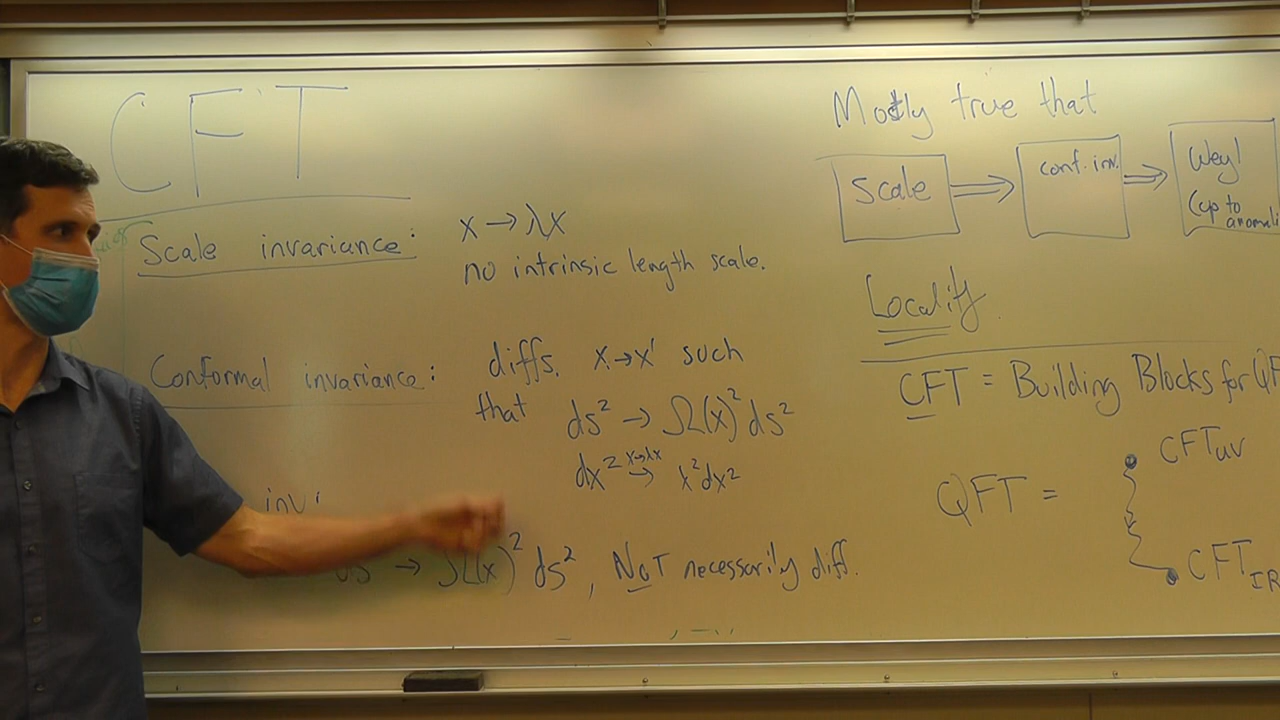 CFT
Scale invariance: x → λx
no intrinsic length scale.
Conformal invariance: diffs. x → x' such
that ds² → Ω(x)² ds²
dx² x→λx → λ² dx²
inv:
ds² → Ω(x)² ds², NOT necessarily diff.
Mostly true that
Scale ⟹ conf. inv. ⟹ Weyl
(up to
Locality.
CFT = Building Blocks for
QFT = CFT_UV
CFT_IR